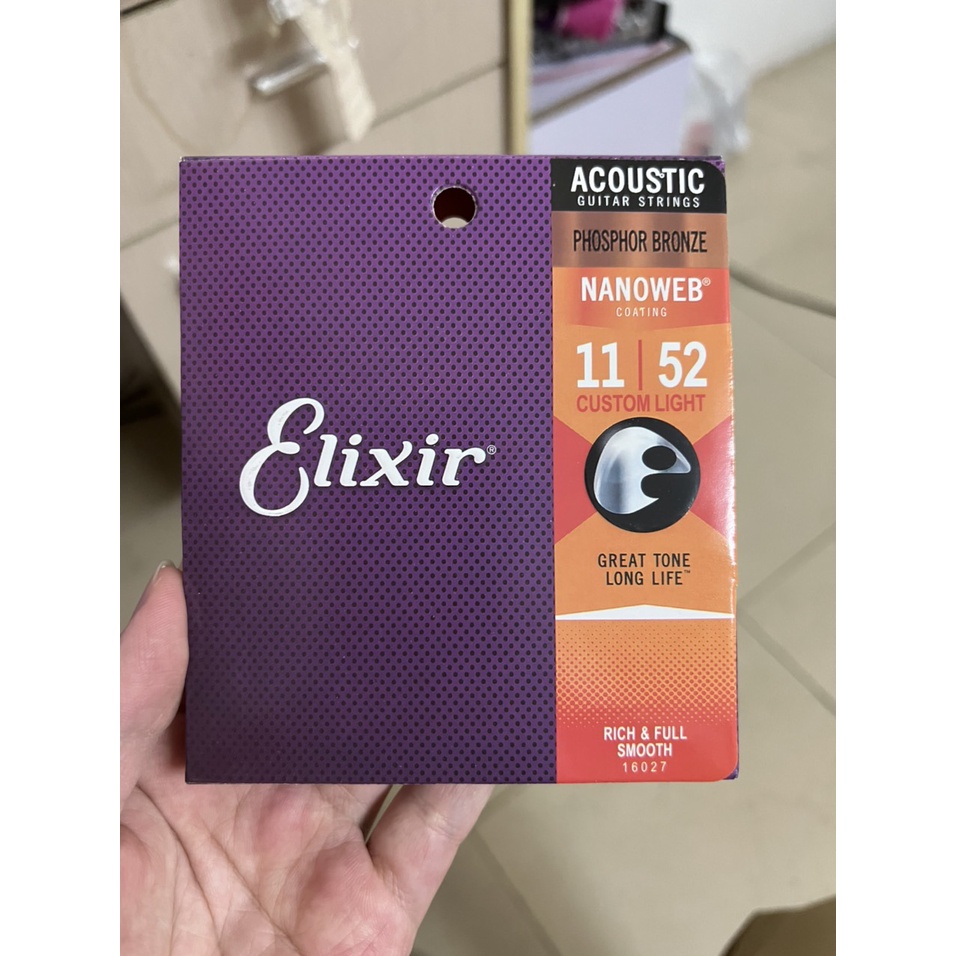 Elixir®
ACOUSTIC
GUITAR STRINGS
PHOSPHOR BRONZE
NANOWEB®
COATING
11 | 52
CUSTOM LIGHT
GREAT TONE
LONG LIFE™
RICH & FULL
SMOOTH
16027